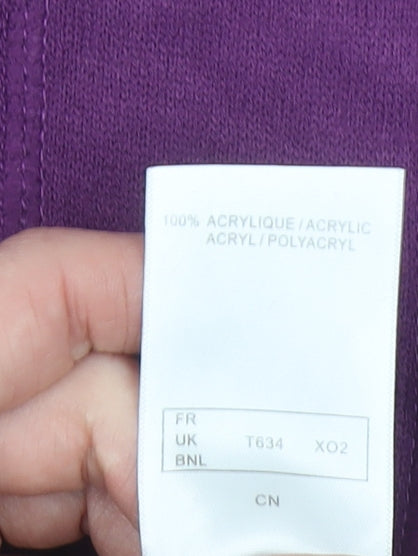 100% ACRYLIQUE / ACRYLIC
ACRYL / POLYACRYL
FR
UK T634 XO2
BNL
CN